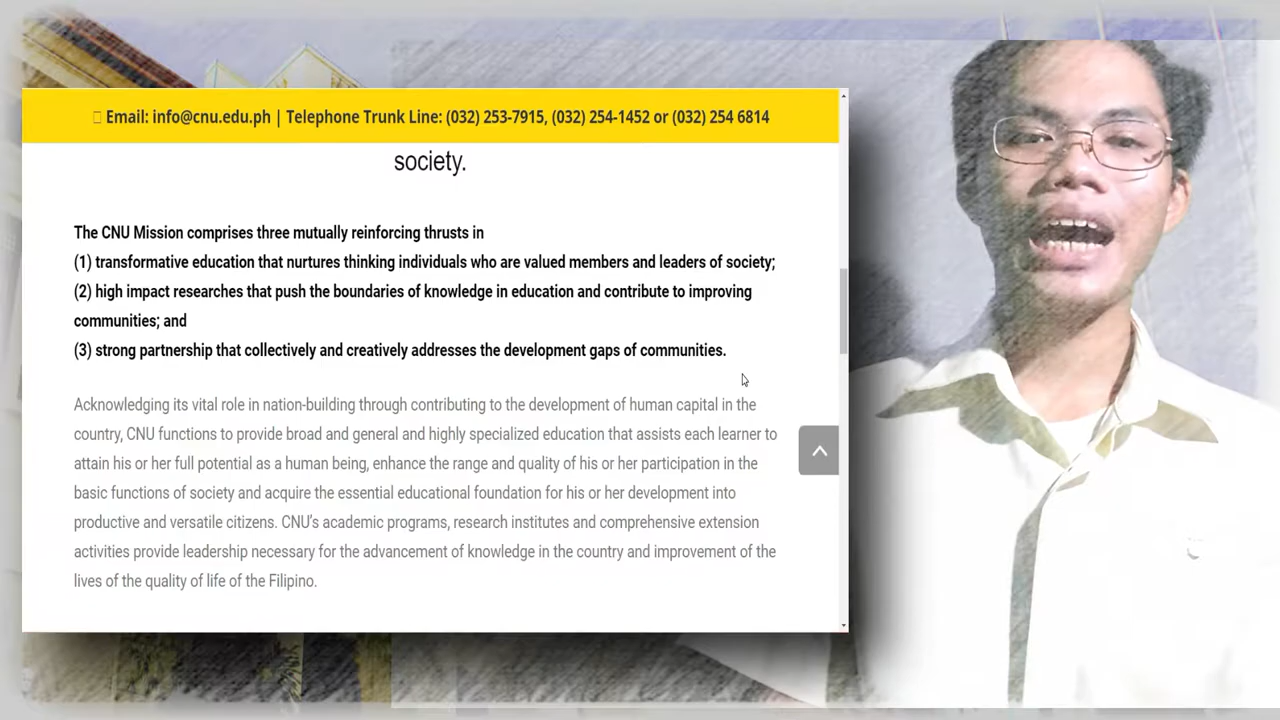 Email: info@cnu.edu.ph | Telephone Trunk Line: (032) 253-7915, (032) 254-1452 or (032) 254 6814
society.
The CNU Mission comprises three mutually reinforcing thrusts in
(1) transformative education that nurtures thinking individuals who are valued members and leaders of society;
(2) high impact researches that push the boundaries of knowledge in education and contribute to improving
communities; and
(3) strong partnership that collectively and creatively addresses the development gaps of communities.
Acknowledging its vital role in nation-building through contributing to the development of human capital in the
country, CNU functions to provide broad and general and highly specialized education that assists each learner to
attain his or her full potential as a human being, enhance the range and quality of his or her participation in the
basic functions of society and acquire the essential educational foundation for his or her development into
productive and versatile citizens. CNU's academic programs, research institutes and comprehensive extension
activities provide leadership necessary for the advancement of knowledge in the country and improvement of the
lives of the quality of life of the Filipino.